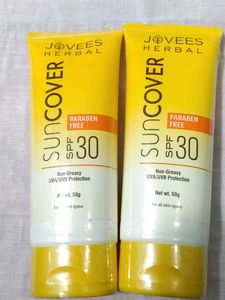 JOVEES
HERBAL
SUNCOVER
SPF 30
PARABEN
FREE
Non-Greasy
UVA/UVB Protection
Net wt. 50g
for all skin types
JOVEES
HERBAL
SUNCOVER
SPF 30
PARABEN
FREE
Non-Greasy
UVA/UVB Protection
Net wt. 50g
for all skin types